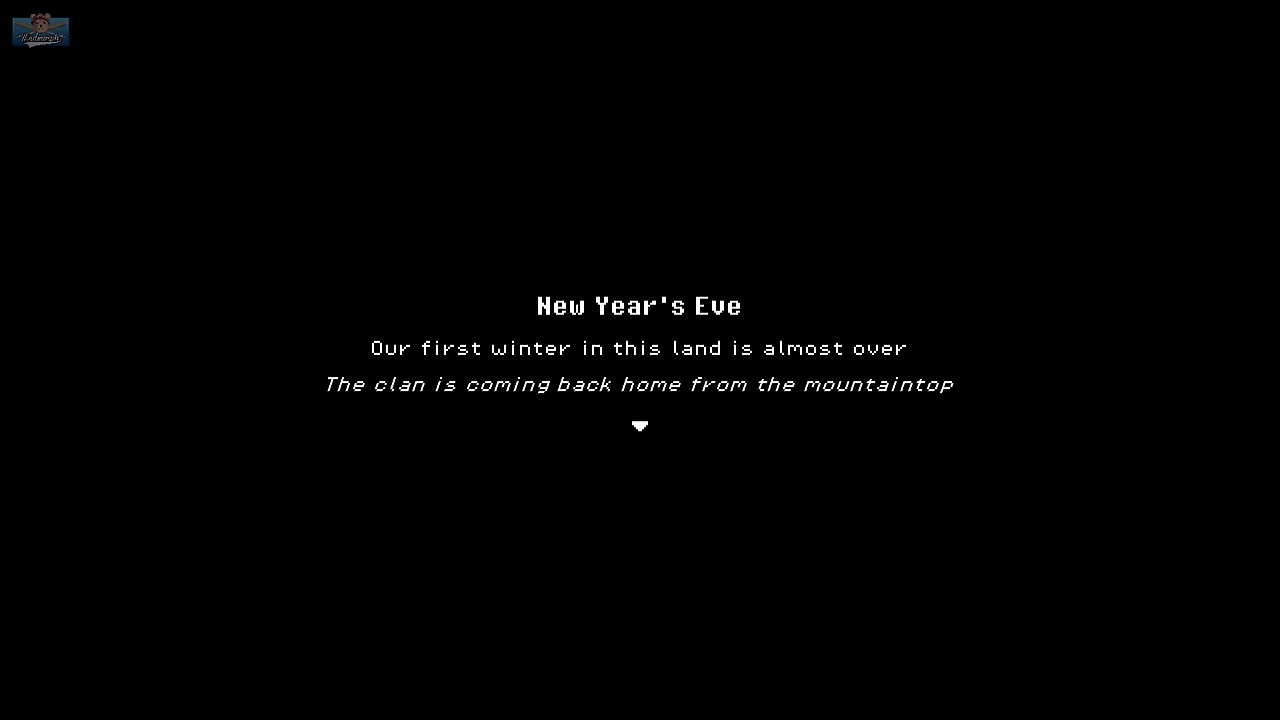 New Year's Eve
Our first winter in this land is almost over
The clan is coming back home from the mountaintop